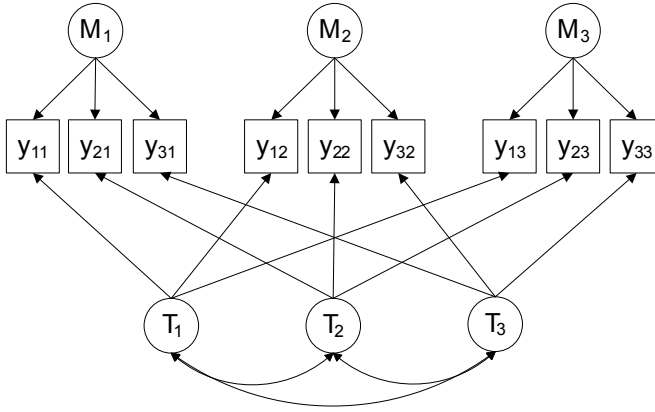 M₁ M₂ M₃
y₁₁ y₂₁ y₃₁ y₁₂ y₂₂ y₃₂ y₁₃ y₂₃ y₃₃
T₁ T₂ T₃